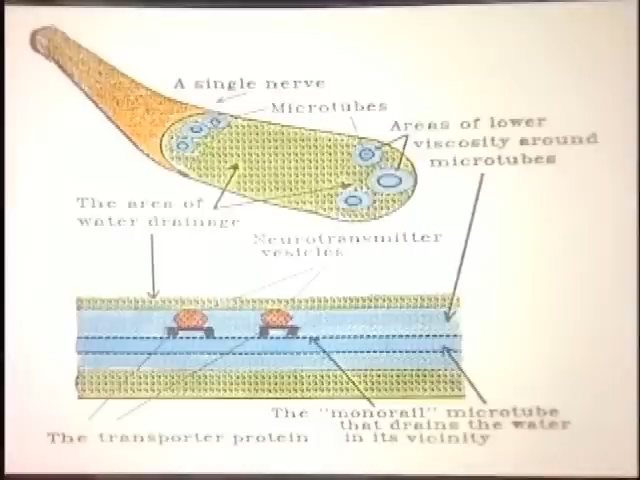 A single nerve
Microtubes
Areas of lower
viscosity around
microtubes
The area of
water drainage
Neurotransmitter
vesicles
The "monorail" microtube
that drains the water
in its vicinity
The transporter protein